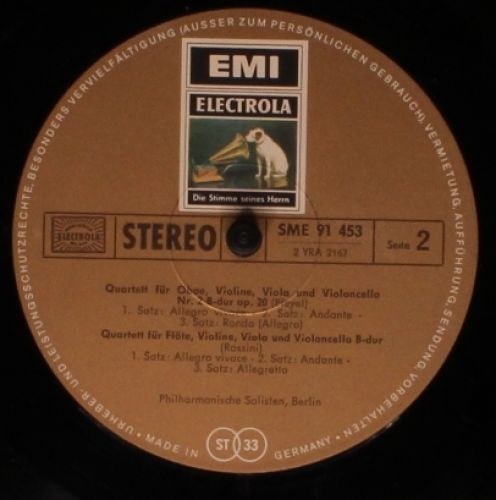 EMI
ELECTROLA
Die Stimme seines Herrn
ELECTROLA
STEREO
SME 91 453
2 YRA 2167
Seite 2
Quartett für Oboe, Violine, Viola und Violoncello
Nr. 2 B-dur op. 20 (Pleyel)
1. Satz: Allegro vivace - 2. Satz: Andante -
3. Satz: Rondo (Allegro)
Quartett für Flöte, Violine, Viola und Violoncello B-dur
(Rossini)
1. Satz: Allegro vivace - 2. Satz: Andante -
3. Satz: Allegretto
Philharmonische Solisten, Berlin
ST 33
URHEBER- UND LEISTUNGSSCHUTZRECHTE, BESONDERS VERVIELFÄLTIGUNG (AUSSER ZUM PERSÖNLICHEN GEBRAUCH), VERMIETUNG, AUFFÜHRUNG, SENDUNG, VORBEHALTEN
• MADE IN GERMANY •